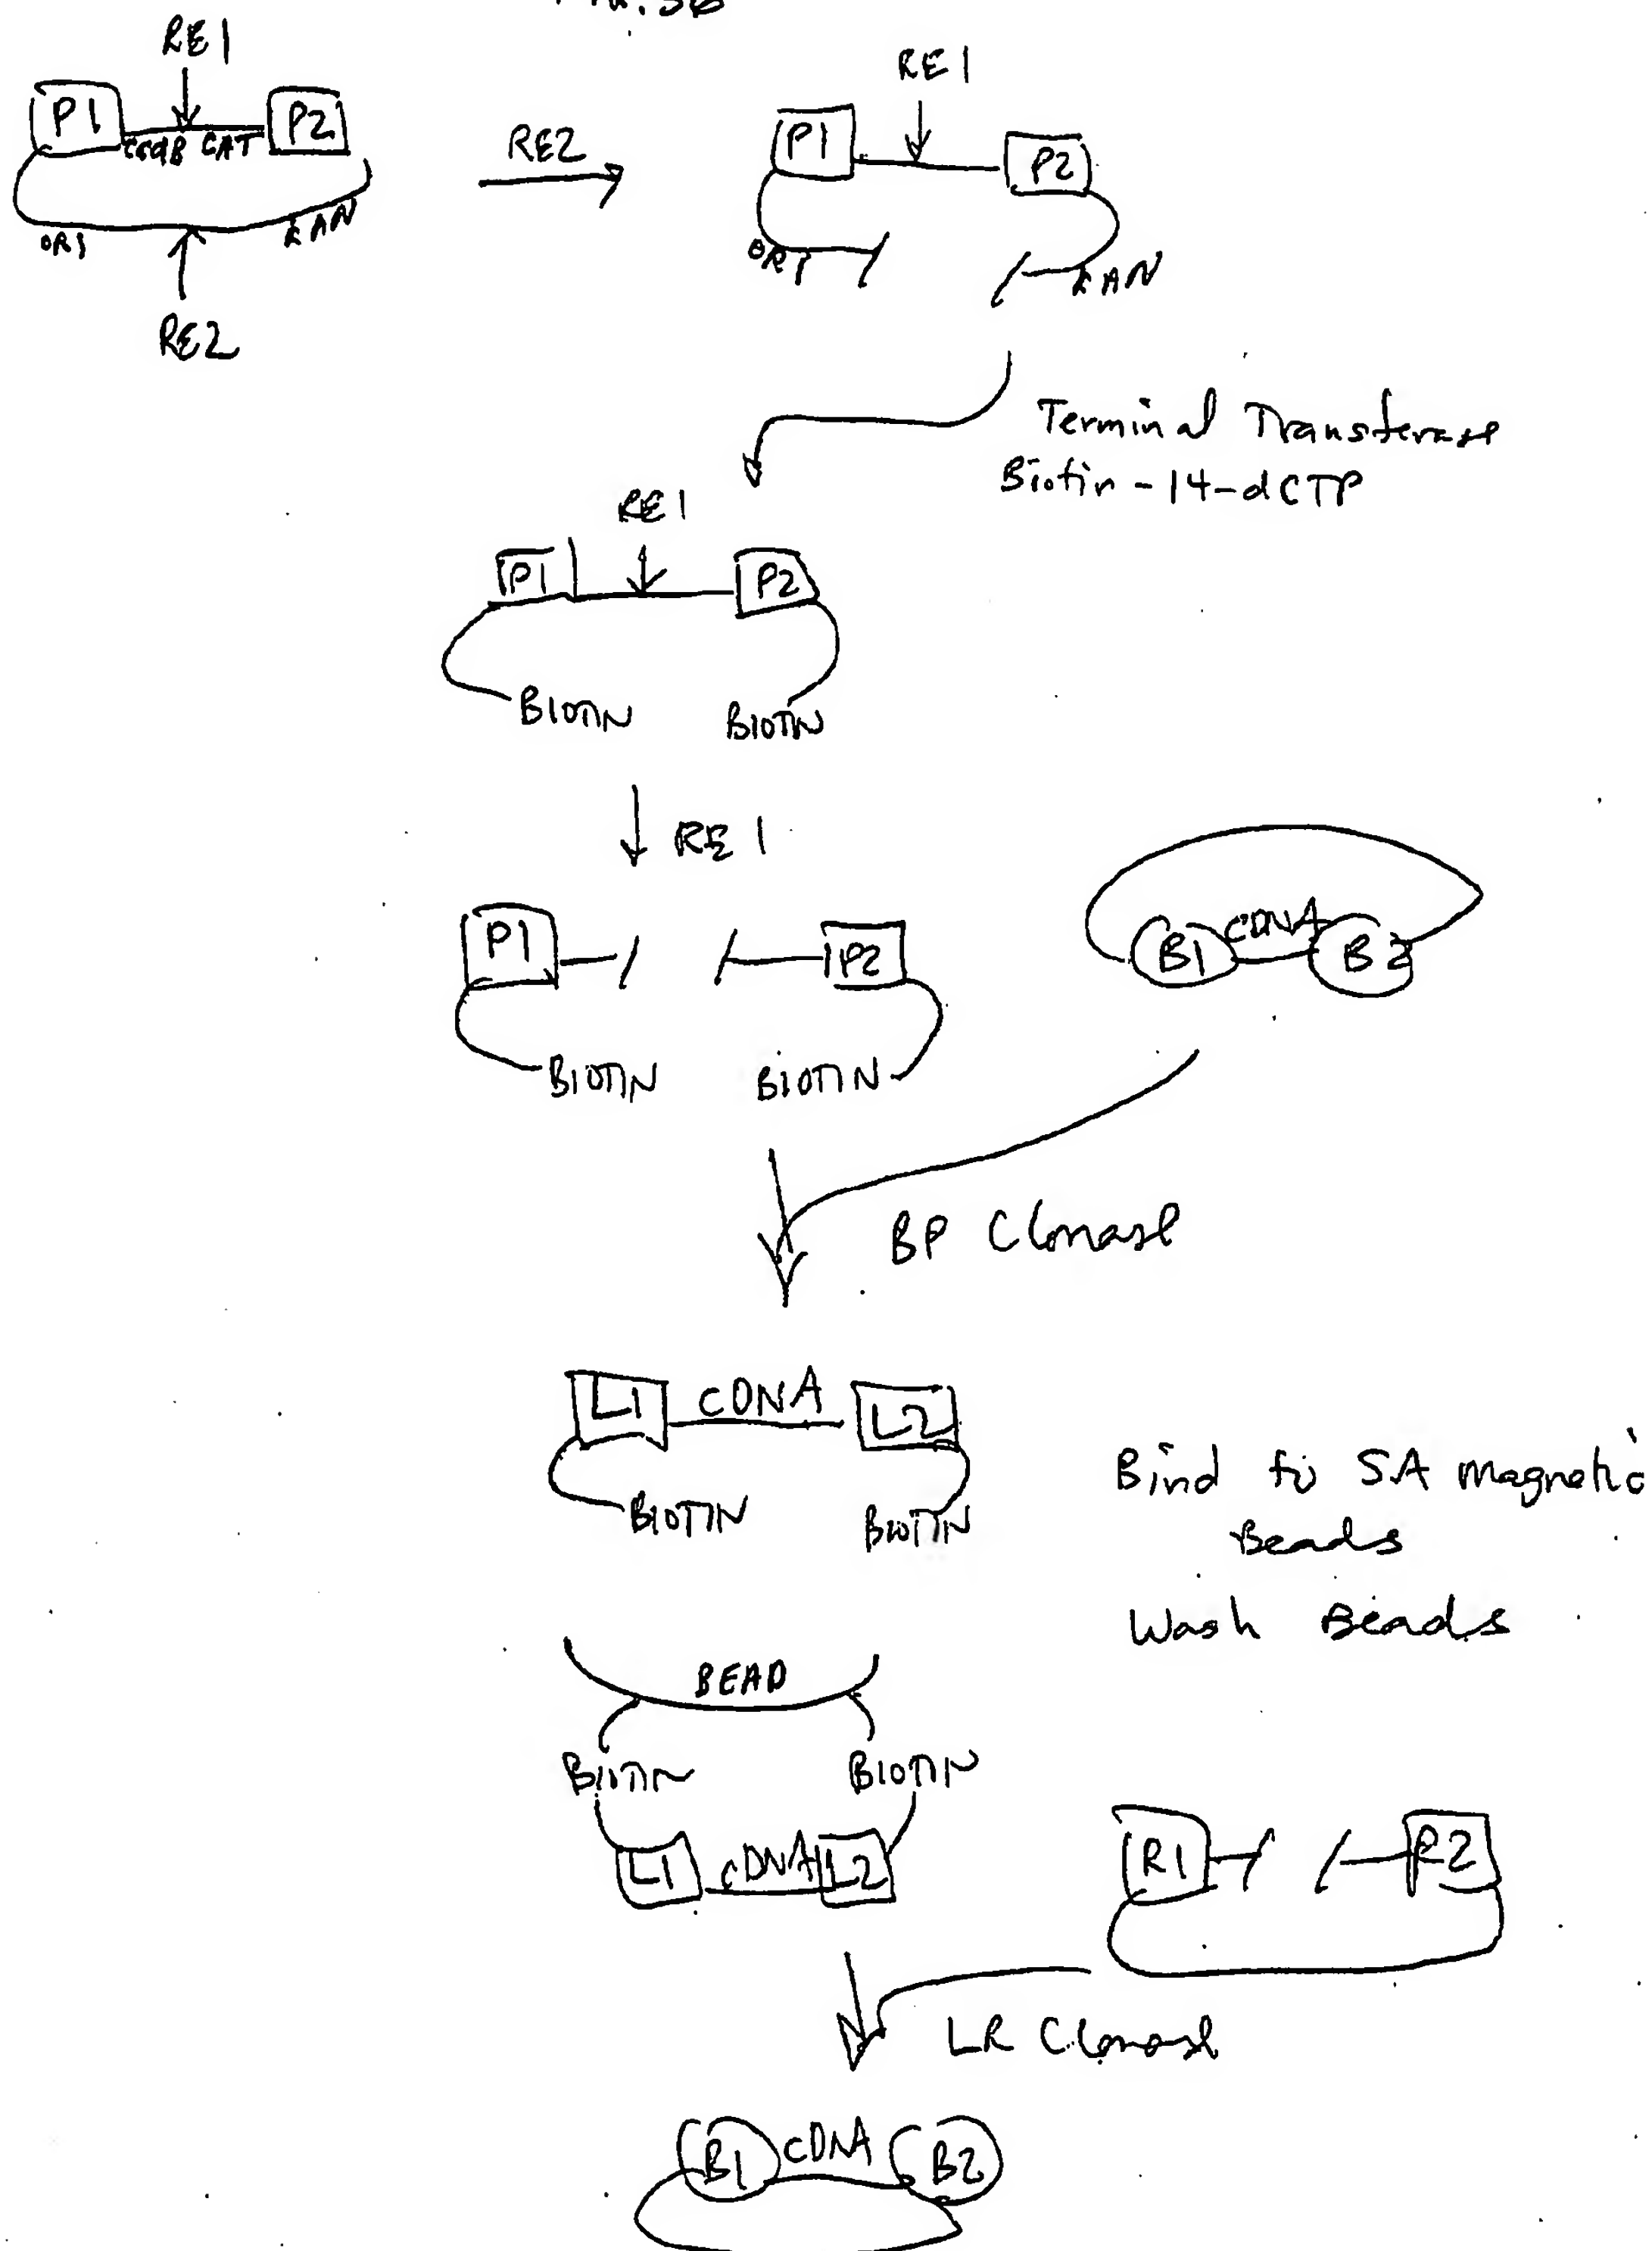 RE1
P1
P2
ccdB CAT
ORI
KAN
RE2
RE2
RE1
P1
P2
ORI
KAN
Terminal Transferase
Biotin-14-dCTP
RE1
P1
P2
BIOTIN
BIOTIN
RE1
P1
P2
BIOTIN
BIOTIN
B1
cDNA
B2
BP Clonase
L1
cDNA
L2
BIOTIN
BIOTIN
Bind to SA magnetic
Beads
Wash Beads
BEAD
BIOTIN
BIOTIN
L1
cDNA
L2
R1
R2
LR Clonase
B1
cDNA
B2